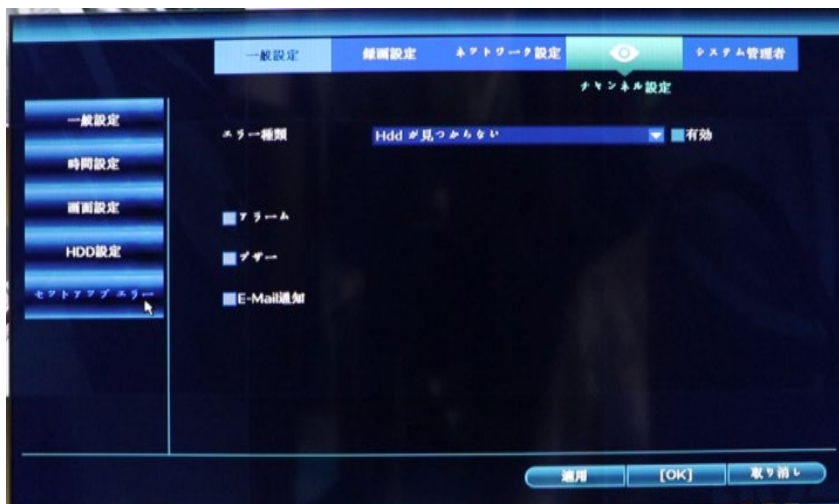 一般設定 録画設定 ネットワーク設定 システム管理者
チャンネル設定
一般設定
エラー種類 Hdd が見つからない 有効
時間設定
画面設定
アラーム
HDD設定
ブザー
セットアップ エラー
E-Mail通知
適用 [OK] 取り消し